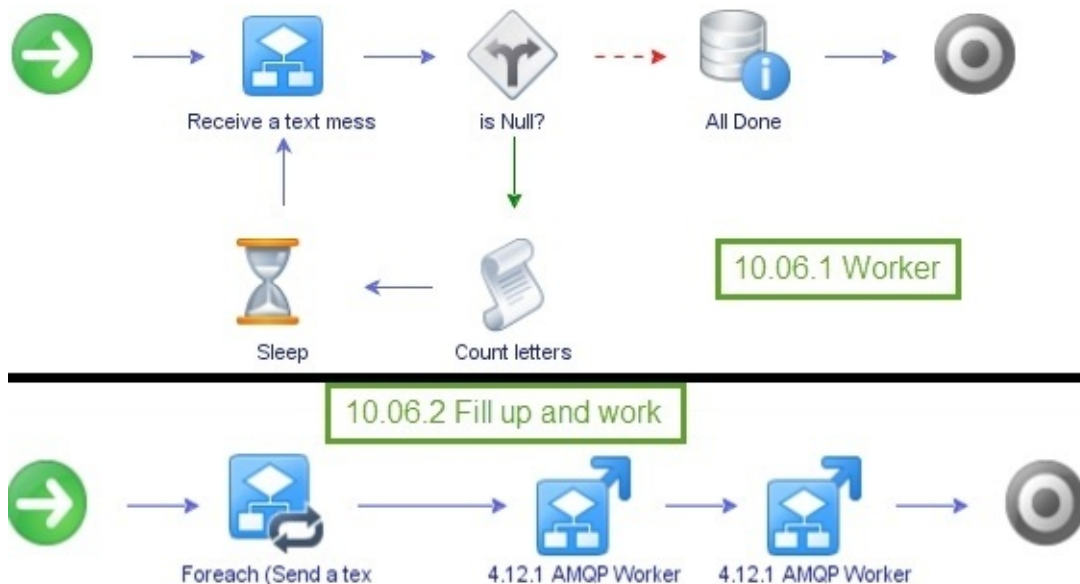 Receive a text mess
is Null?
All Done
10.06.1 Worker
Sleep
Count letters
10.06.2 Fill up and work
Foreach (Send a tex
4.12.1 AMQP Worker
4.12.1 AMQP Worker